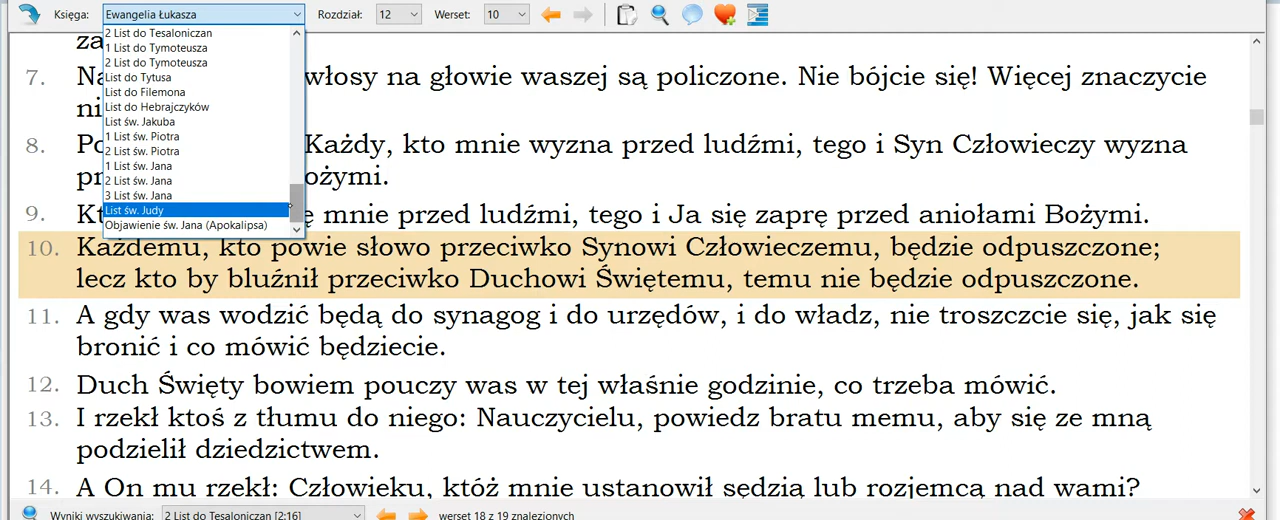 Księga: Ewangelia Łukasza Rozdział: 12 Werset: 10
2 List do Tesaloniczan
1 List do Tymoteusza
2 List do Tymoteusza
List do Tytusa
List do Filemona
List do Hebrajczyków
List św. Jakuba
1 List św. Piotra
2 List św. Piotra
1 List św. Jana
2 List św. Jana
3 List św. Jana
List św. Judy
Objawienie św. Jana (Apokalipsa)
za
7. Na włosy na głowie waszej są policzone. Nie bójcie się! Więcej znaczycie
ni
8. Po Każdy, kto mnie wyzna przed ludźmi, tego i Syn Człowieczy wyzna
pr ożymi.
9. Kt ę mnie przed ludźmi, tego i Ja się zaprę przed aniołami Bożymi.
10. Każdemu, kto powie słowo przeciwko Synowi Człowieczemu, będzie odpuszczone;
lecz kto by bluźnił przeciwko Duchowi Świętemu, temu nie będzie odpuszczone.
11. A gdy was wodzić będą do synagog i do urzędów, i do władz, nie troszczcie się, jak się
bronić i co mówić będziecie.
12. Duch Święty bowiem pouczy was w tej właśnie godzinie, co trzeba mówić.
13. I rzekł ktoś z tłumu do niego: Nauczycielu, powiedz bratu memu, aby się ze mną
podzielił dziedzictwem.
14. A On mu rzekł: Człowieku, któż mnie ustanowił sędzią lub rozjemcą nad wami?
Wyniki wyszukiwania: 2 List do Tesaloniczan [2:16] werset 18 z 19 znalezionych